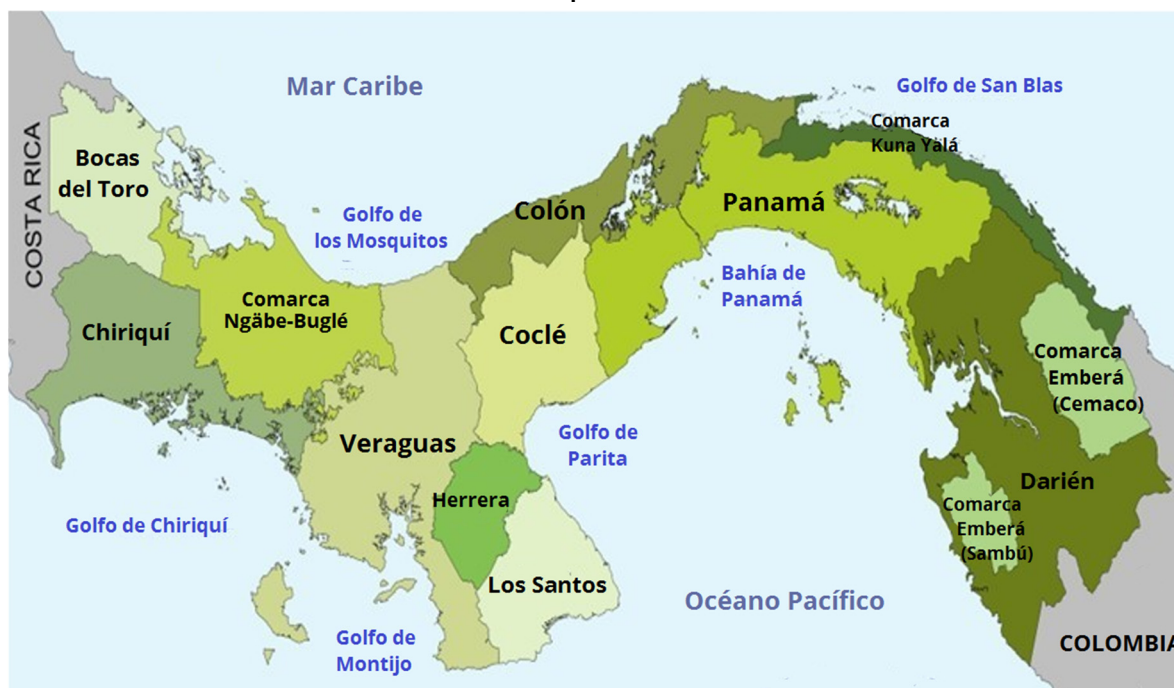 Mar Caribe
Golfo de San Blas
Comarca
Kuna Yalá
COSTA RICA
Bocas
del Toro
Golfo de
los Mosquitos
Colón
Panamá
Bahía de
Panamá
Comarca
Ngäbe-Buglé
Chiriquí
Coclé
Comarca
Emberá
(Cemaco)
Veraguas
Golfo de
Parita
Herrera
Darién
Comarca
Emberá
(Sambú)
Golfo de Chiriquí
Los Santos
Océano Pacífico
Golfo de
Montijo
COLOMBIA